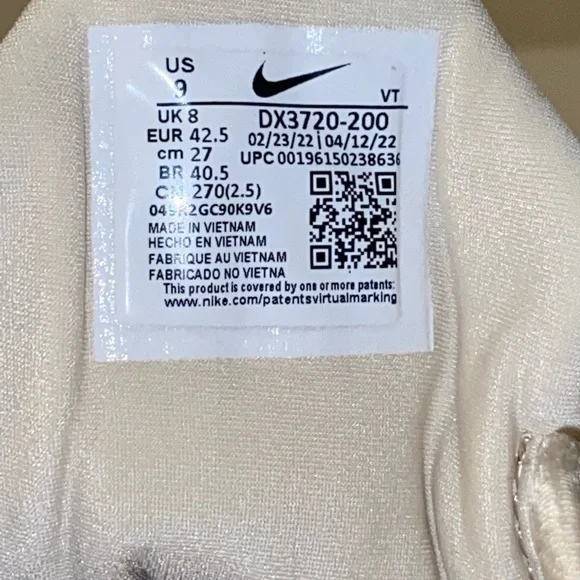 US
9
VT
UK 8
DX3720-200
EUR 42.5
02/23/22 | 04/12/22
cm 27
UPC 00196150238636
BR 40.5
CN 270(2.5)
GC90K9V6
MADE IN VIETNAM
HECHO EN VIETNAM
FABRIQUE AU VIETNAM
FABRICADO NO VIETNA
This product is covered by one or more patents:
www.nike.com/patentsvirtualmarking